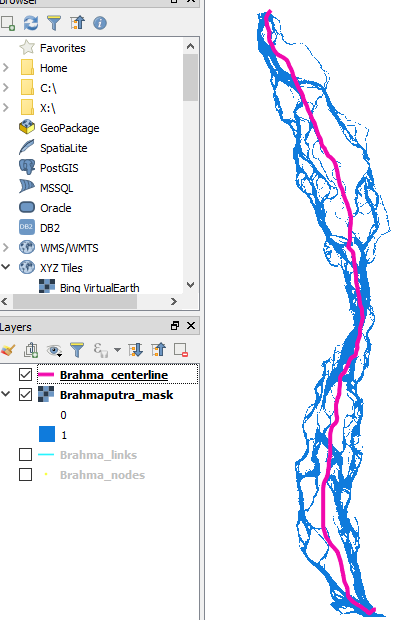 Browser
Favorites
Home
C:\
X:\
GeoPackage
SpatiaLite
PostGIS
MSSQL
Oracle
DB2
DB2
WMS/WMTS
XYZ Tiles
Bing VirtualEarth
Layers
Brahma_centerline
Brahmaputra_mask
0
1
Brahma_links
Brahma_nodes